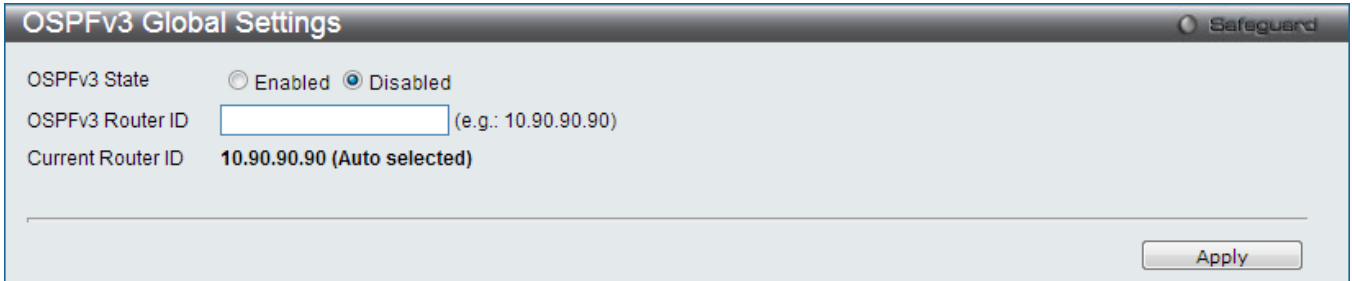 OSPFv3 Global Settings
Safeguard
OSPFv3 State Enabled Disabled
OSPFv3 Router ID (e.g.: 10.90.90.90)
Current Router ID 10.90.90.90 (Auto selected)
Apply